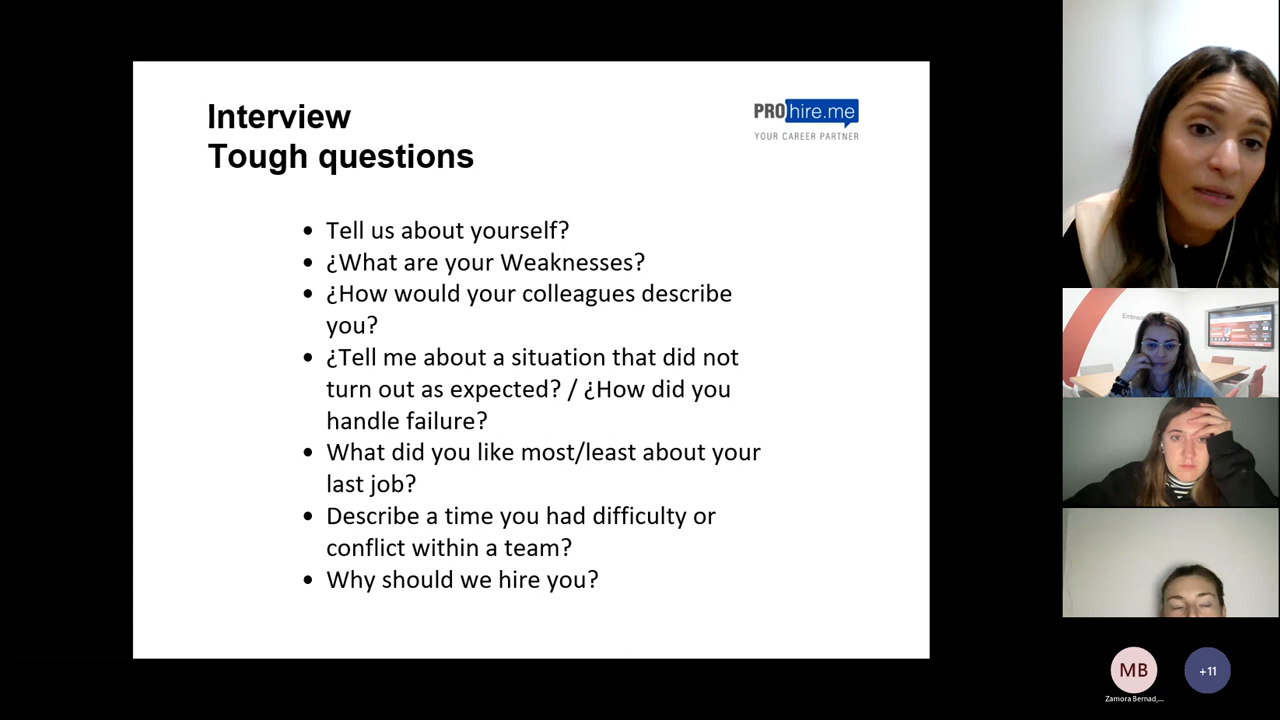 Interview
Tough questions
PROhire.me
YOUR CAREER PARTNER
• Tell us about yourself?
• ¿What are your Weaknesses?
• ¿How would your colleagues describe
you?
• ¿Tell me about a situation that did not
turn out as expected? / ¿How did you
handle failure?
• What did you like most/least about your
last job?
• Describe a time you had difficulty or
conflict within a team?
• Why should we hire you?
MB
+11
Zamora Bernad,...